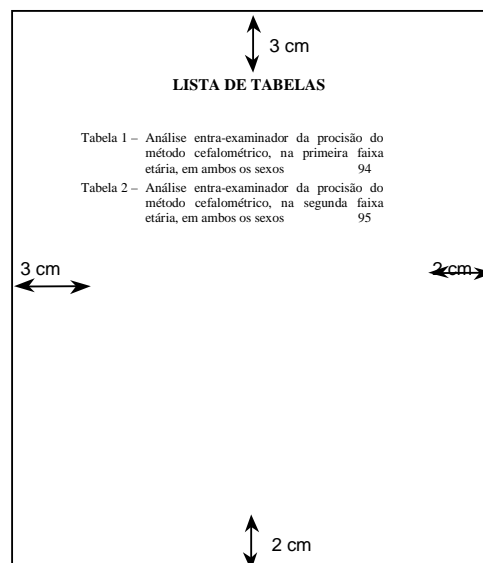 3 cm
LISTA DE TABELAS
Tabela 1 – Análise entra-examinador da procisão do
método cefalométrico, na primeira faixa
etária, em ambos os sexos 94
Tabela 2 – Análise entra-examinador da procisão do
método cefalométrico, na segunda faixa
etária, em ambos os sexos 95
3 cm
2 cm
2 cm